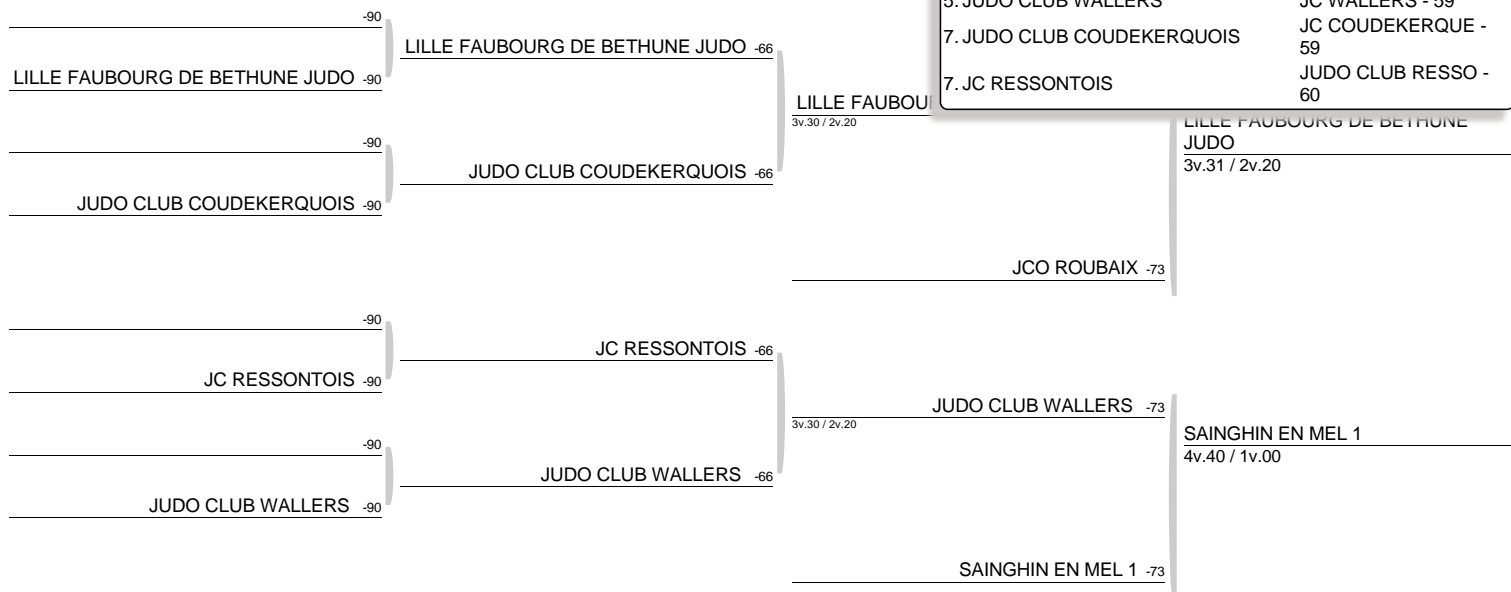 -90
LILLE FAUBOURG DE BETHUNE JUDO -90
-90
JUDO CLUB COUDEKERQUOIS -90
-90
JC RESSONTOIS -90
-90
JUDO CLUB WALLERS -90
LILLE FAUBOURG DE BETHUNE JUDO -66
JUDO CLUB COUDEKERQUOIS -66
JC RESSONTOIS -66
JUDO CLUB WALLERS -66
LILLE
3v.30 / 2v.20
JCO ROUBAIX -73
JUDO CLUB WALLERS -73
3v.30 / 2v.20
SAINGHIN EN MEL 1 -73
5. JUDO CLUB WALLERS JC WALLERS - 59
7. JUDO CLUB COUDEKERQUOIS JC COUDEKERQUE -
59
7. JC RESSONTOIS JUDO CLUB RESSO -
60
LILLE FAUBOURG DE BETHUNE
JUDO
3v.31 / 2v.20
SAINGHIN EN MEL 1
4v.40 / 1v.00